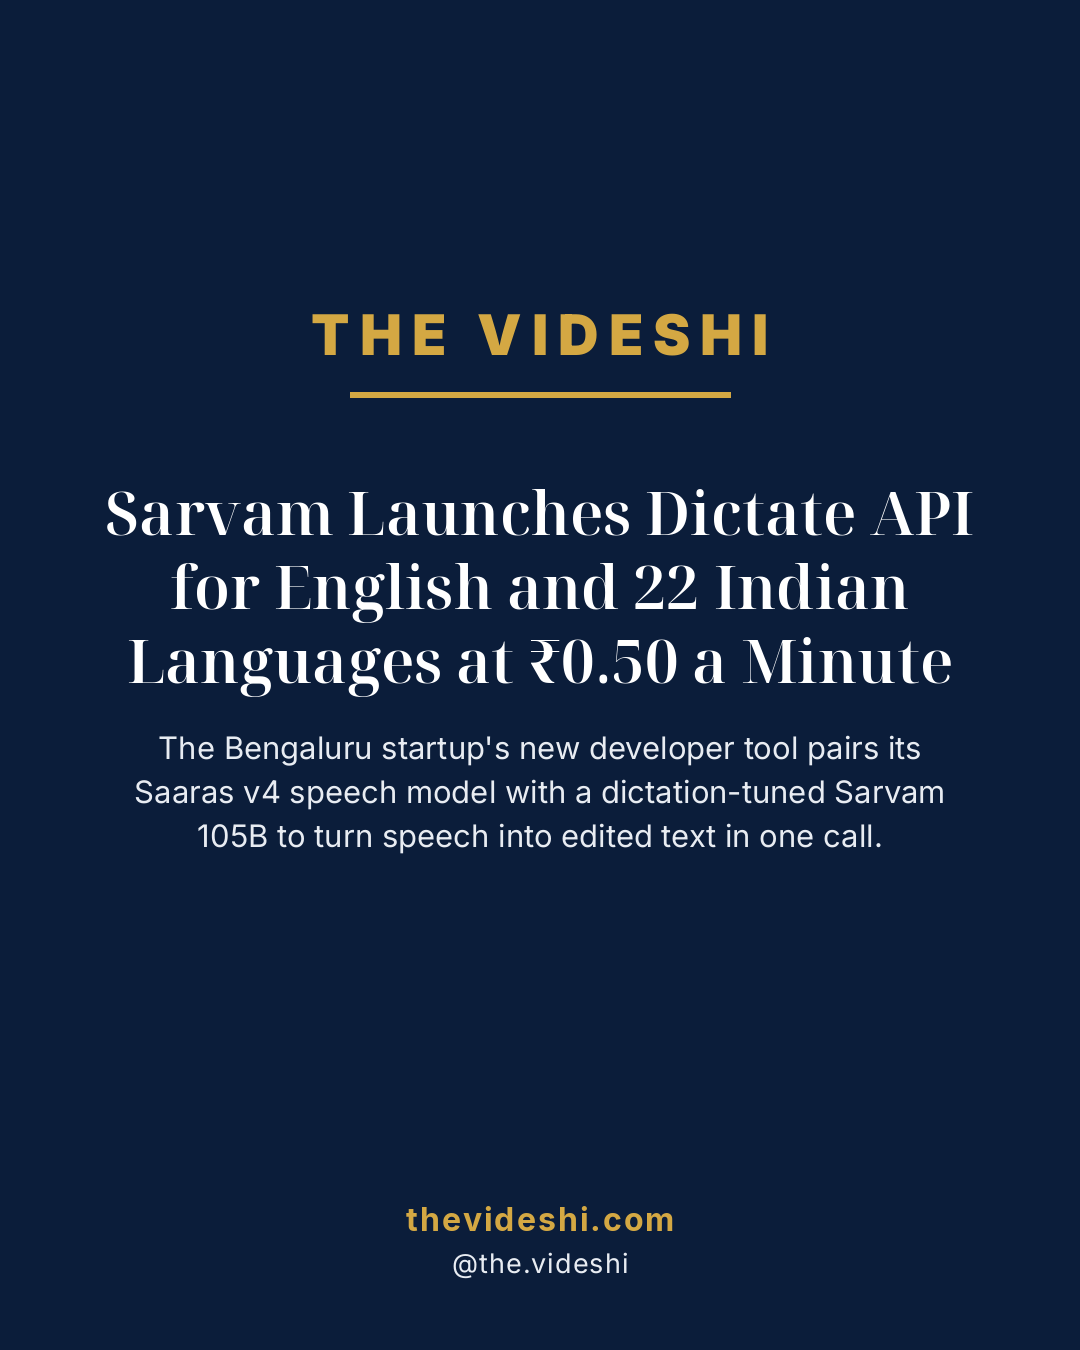 THE VIDESHI
Sarvam Launches Dictate API
for English and 22 Indian
Languages at ₹0.50 a Minute
The Bengaluru startup's new developer tool pairs its
Saaras v4 speech model with a dictation-tuned Sarvam
105B to turn speech into edited text in one call.
thevideshi.com
@the.videshi